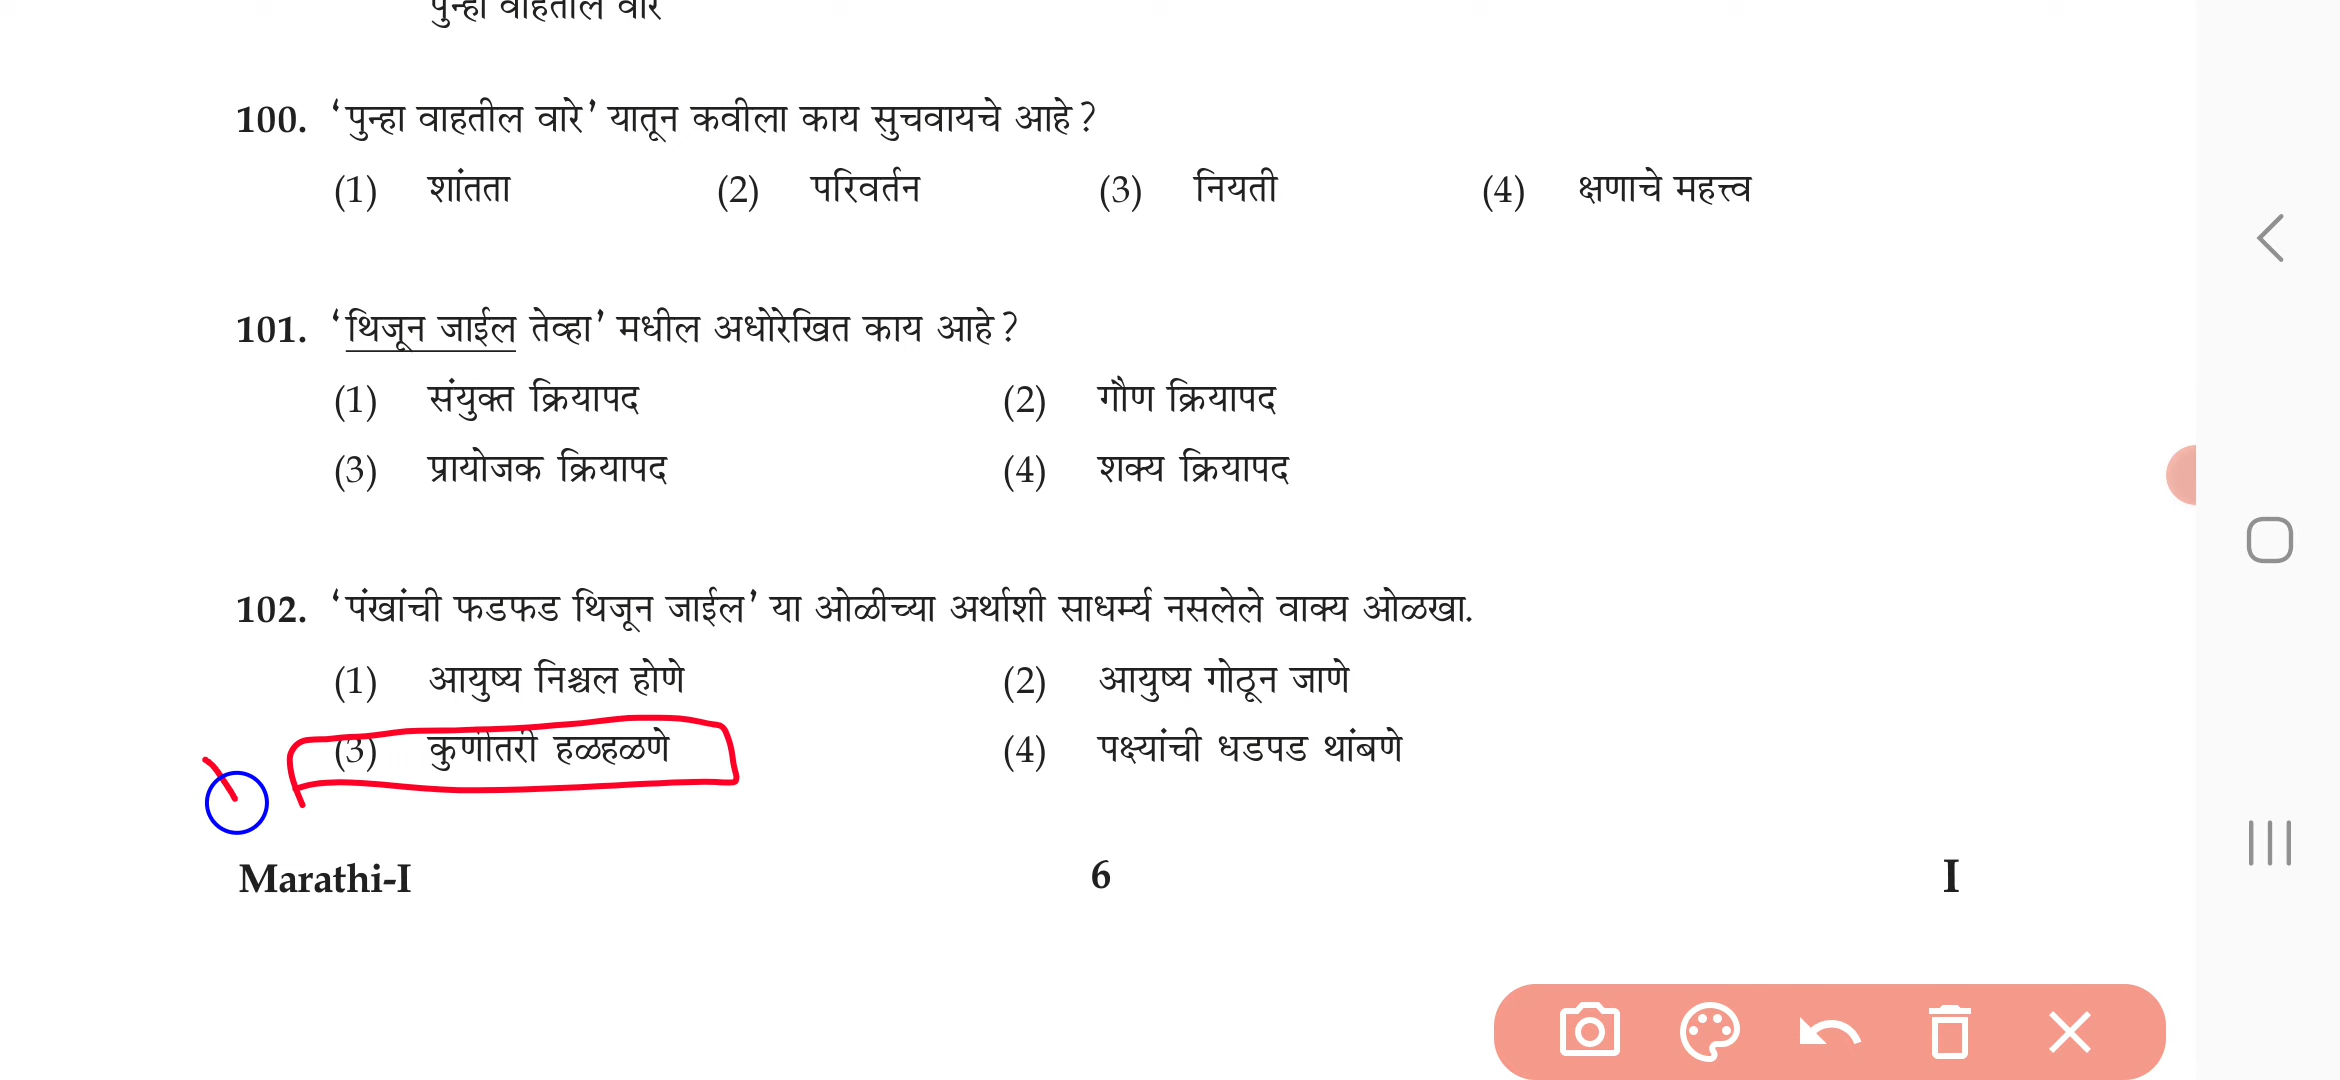 पुन्हा वाहतील वारे
100. ‘पुन्हा वाहतील वारे’ यातून कवीला काय सुचवायचे आहे ?
(1) शांतता (2) परिवर्तन (3) नियती (4) क्षणाचे महत्त्व
101. ‘थिजून जाईल तेव्हा’ मधील अधोरेखित काय आहे ?
(1) संयुक्त क्रियापद (2) गौण क्रियापद
(3) प्रायोजक क्रियापद (4) शक्य क्रियापद
102. ‘पंखांची फडफड थिजून जाईल’ या ओळीच्या अर्थाशी साधर्म्य नसलेले वाक्य ओळखा.
(1) आयुष्य निश्चल होणे (2) आयुष्य गोठून जाणे
(3) कुणीतरी हळहळणे (4) पक्ष्यांची धडपड थांबणे
Marathi-I 6 I